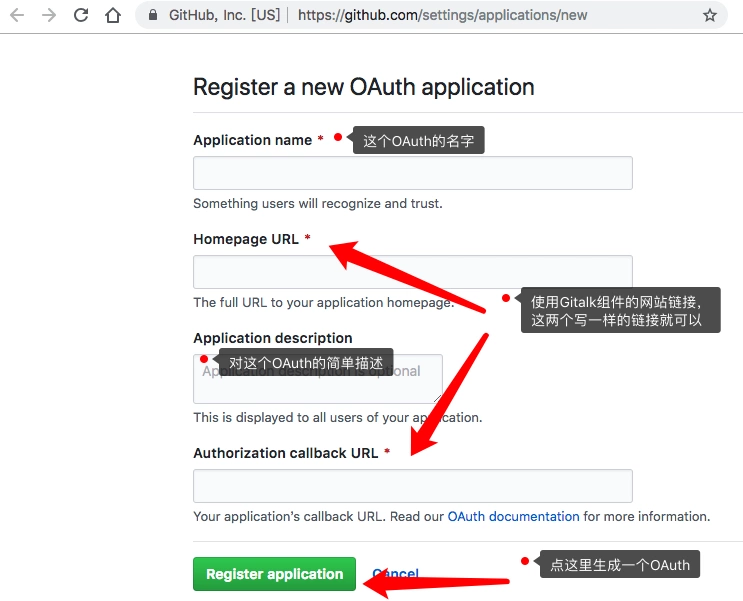 GitHub, Inc. [US] | https://github.com/settings/applications/new
Register a new OAuth application
Application name * 这个OAuth的名字
Something users will recognize and trust.
Homepage URL *
The full URL to your application homepage.
使用Gitalk组件的网站链接，
这两个写一样的链接就可以
Application description
对这个OAuth的简单描述
Application description is optional
This is displayed to all users of your application.
Authorization callback URL *
Your application's callback URL. Read our OAuth documentation for more information.
Register application Cancel 点这里生成一个OAuth